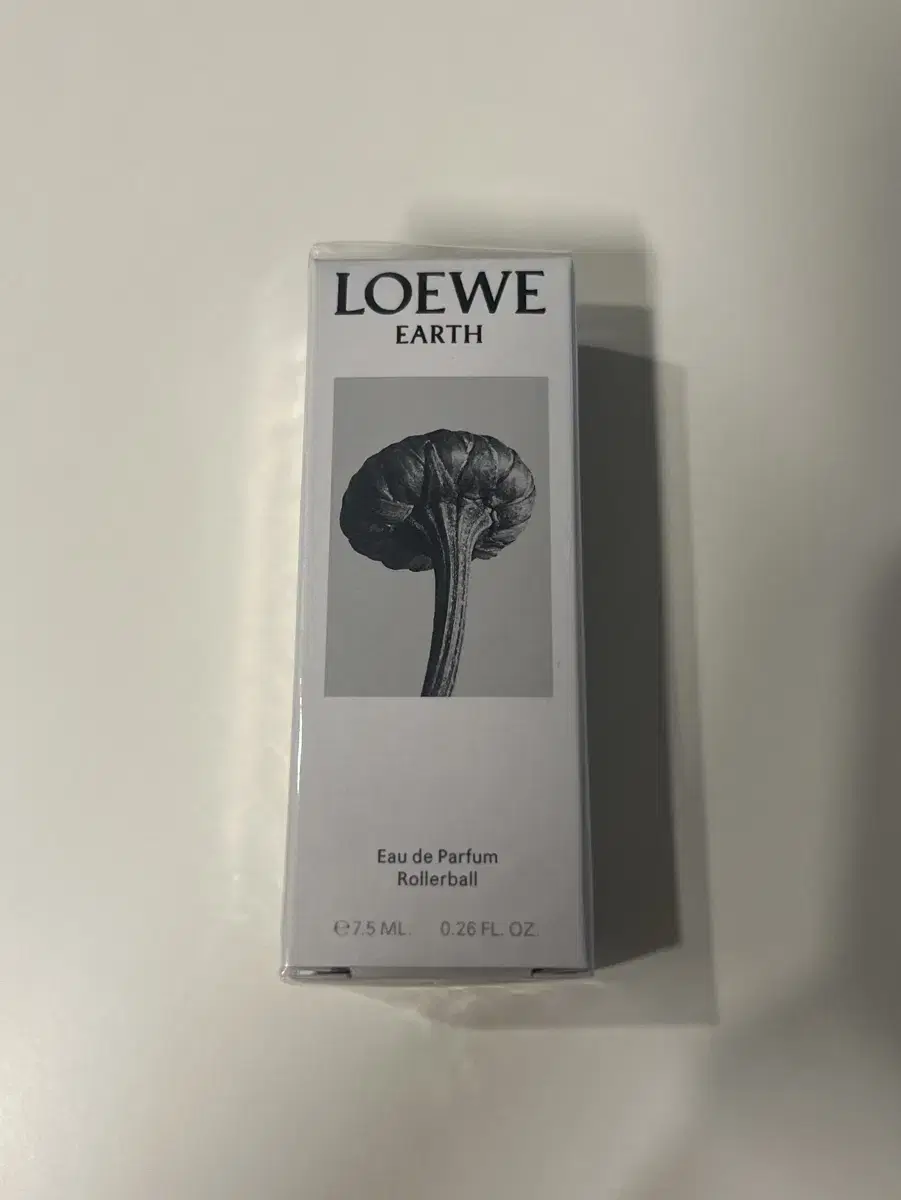 LOEWE
EARTH
Eau de Parfum
Rollerball
℮7.5 ML. 0.26 FL. OZ.